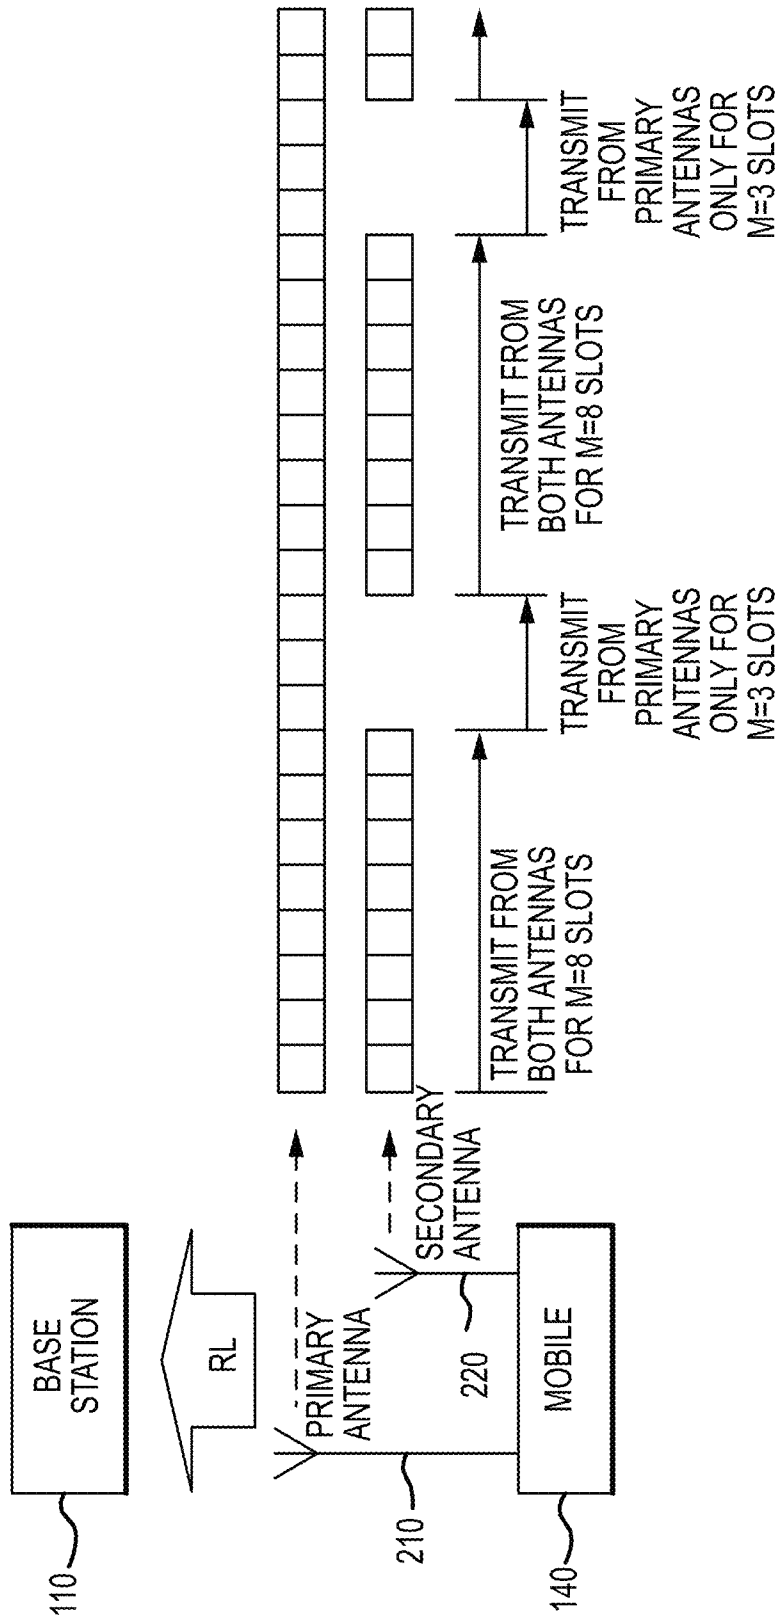 BASE
STATION
110
RL
PRIMARY
ANTENNA
210
SECONDARY
ANTENNA
220
MOBILE
140
TRANSMIT FROM
BOTH ANTENNAS
FOR M=8 SLOTS
TRANSMIT
FROM
PRIMARY
ANTENNAS
ONLY FOR
M=3 SLOTS
TRANSMIT FROM
BOTH ANTENNAS
FOR M=8 SLOTS
TRANSMIT
FROM
PRIMARY
ANTENNAS
ONLY FOR
M=3 SLOTS